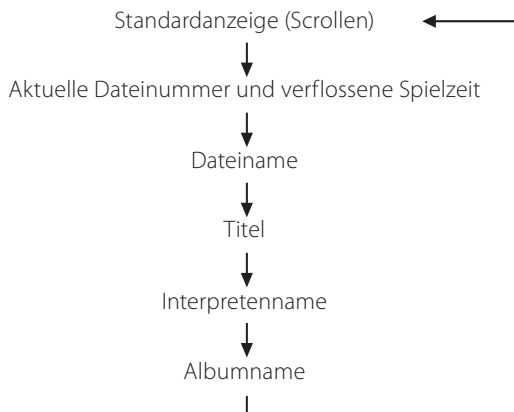 Standardanzeige (Scrollen)
Aktuelle Dateinummer und verflossene Spielzeit
Dateiname
Titel
Interpretenname
Albumname